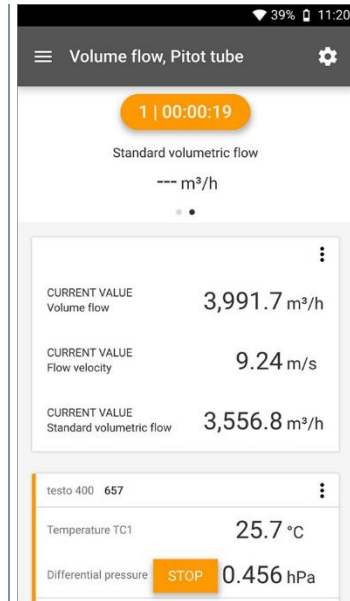 39% 11:20
Volume flow, Pitot tube
1 | 00:00:19
Standard volumetric flow
--- m³/h
CURRENT VALUE
Volume flow 3,991.7 m³/h
CURRENT VALUE
Flow velocity 9.24 m/s
CURRENT VALUE
Standard volumetric flow 3,556.8 m³/h
testo 400 657
Temperature TC1 25.7 °C
Differential pressure STOP 0.456 hPa